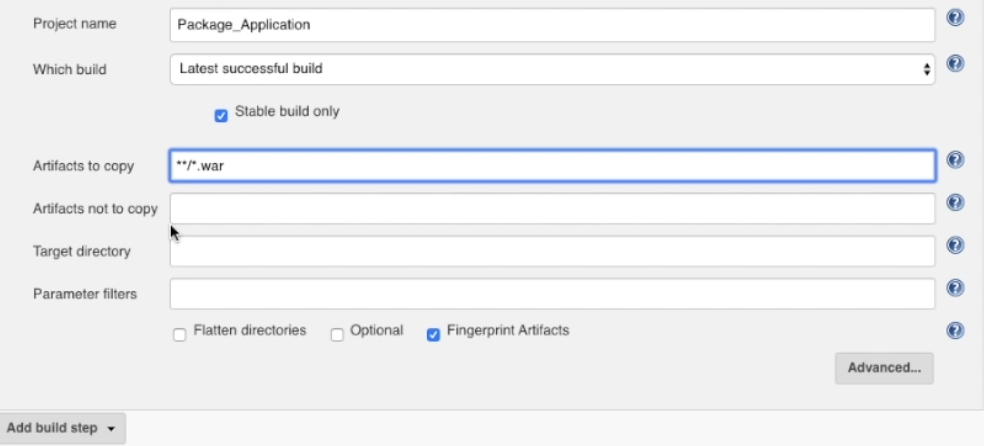 Project name Package_Application
Which build Latest successful build
Stable build only
Artifacts to copy **/*.war
Artifacts not to copy
Target directory
Parameter filters
Flatten directories Optional Fingerprint Artifacts
Advanced...
Add build step